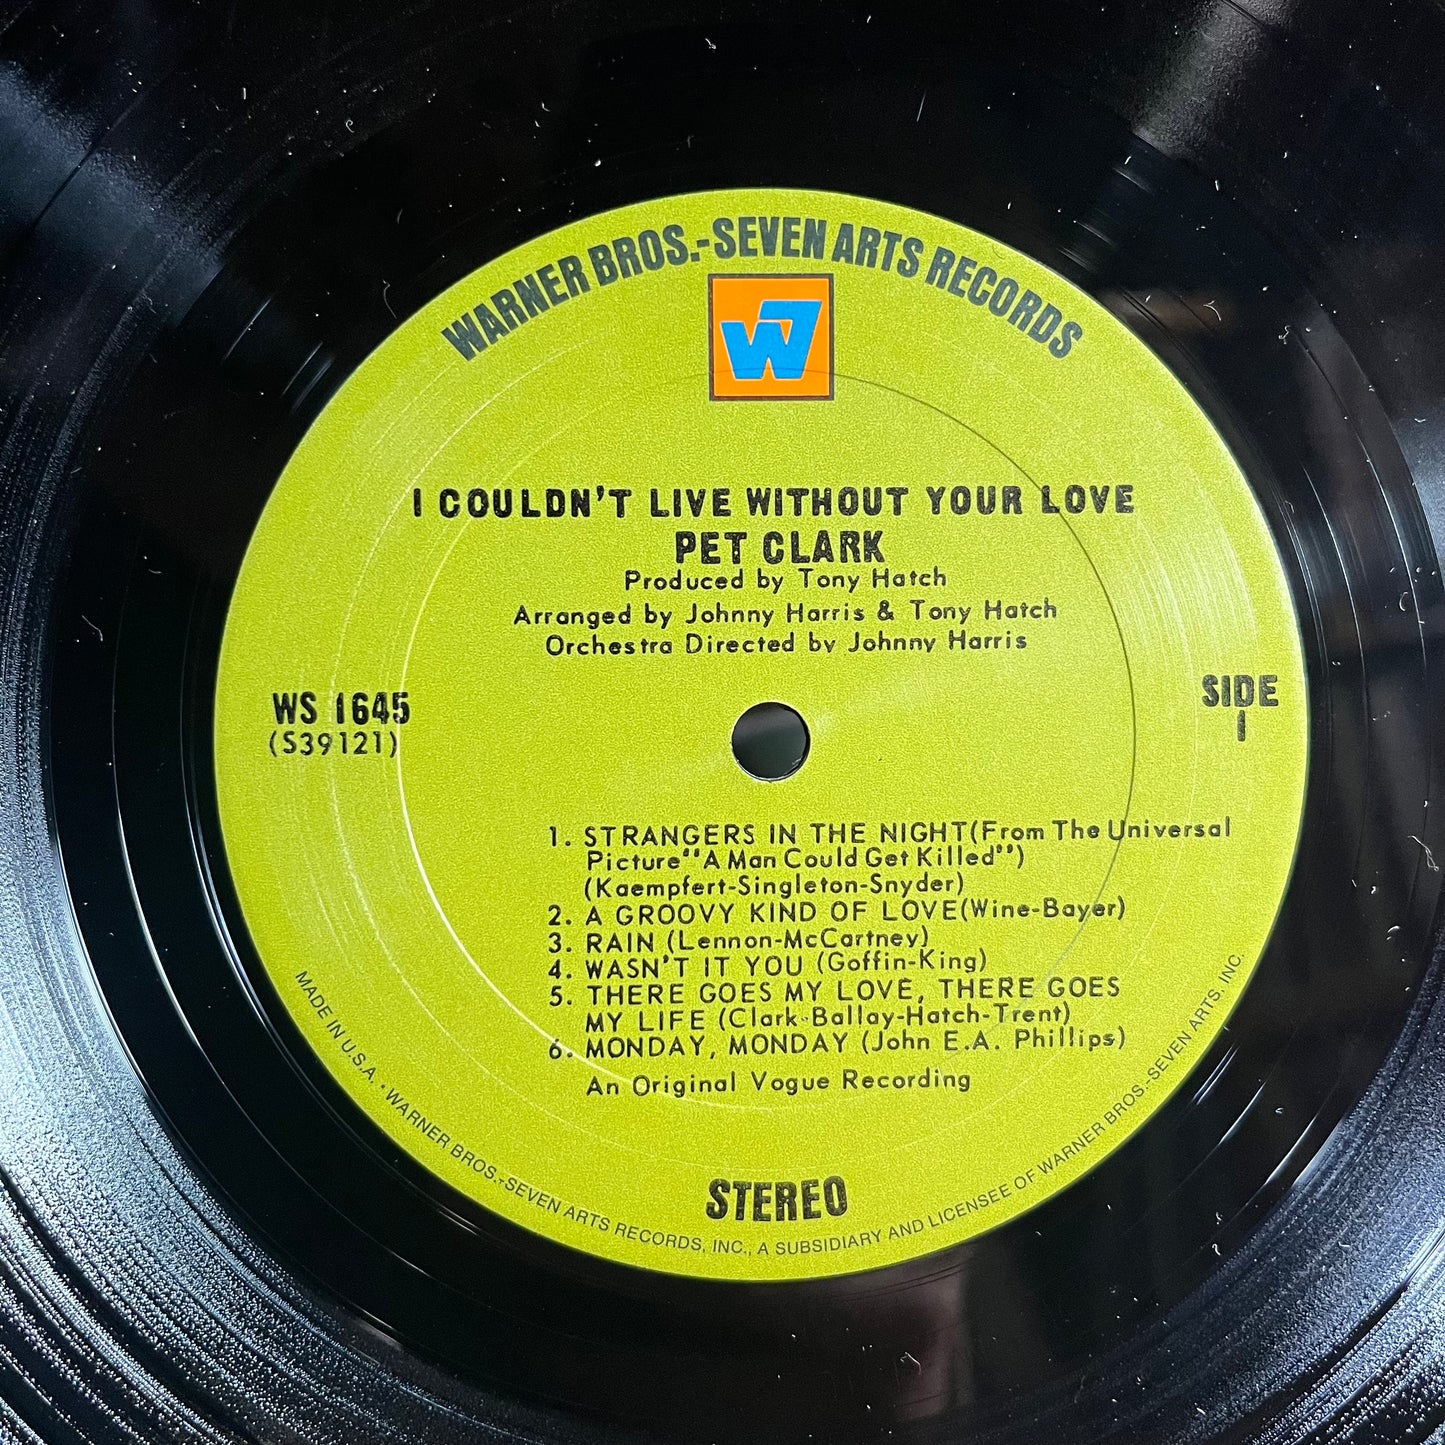 WARNER BROS.-SEVEN ARTS RECORDS
W7
I COULDN'T LIVE WITHOUT YOUR LOVE
PET CLARK
Produced by Tony Hatch
Arranged by Johnny Harris & Tony Hatch
Orchestra Directed by Johnny Harris
WS 1645
(S39121)
SIDE
1
1. STRANGERS IN THE NIGHT(From The Universal
Picture"A Man Could Get Killed")
(Kaempfert-Singleton-Snyder)
2. A GROOVY KIND OF LOVE(Wine-Bayer)
3. RAIN (Lennon-McCartney)
4. WASN'T IT YOU (Goffin-King)
5. THERE GOES MY LOVE, THERE GOES
MY LIFE (Clark-Ballay-Hatch-Trent)
6. MONDAY, MONDAY (John E.A. Phillips)
An Original Vogue Recording
STEREO
MADE IN U.S.A. • WARNER BROS.-SEVEN ARTS RECORDS, INC., A SUBSIDIARY AND LICENSEE OF WARNER BROS.-SEVEN ARTS, INC.